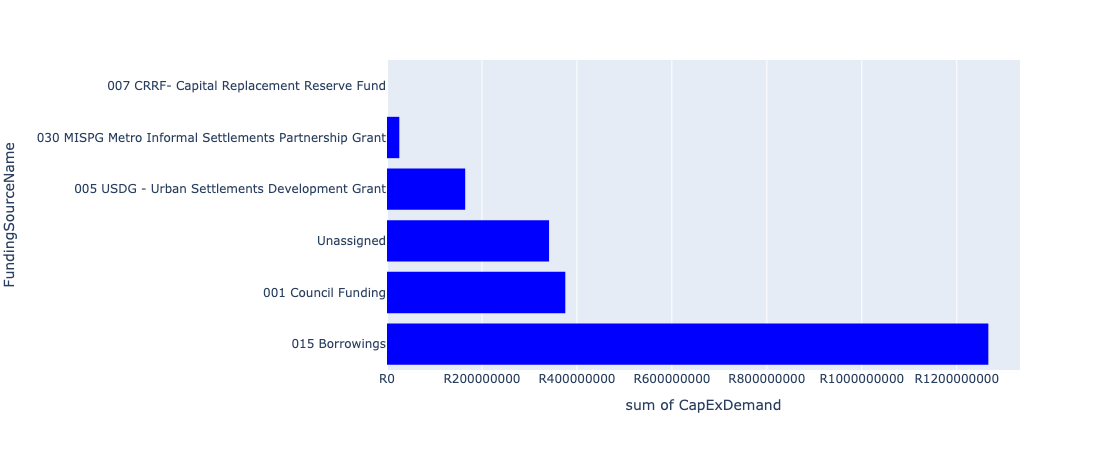 007 CRRF- Capital Replacement Reserve Fund
030 MISPG Metro Informal Settlements Partnership Grant
005 USDG - Urban Settlements Development Grant
Unassigned
001 Council Funding
015 Borrowings
FundingSourceName
R0 R200000000 R400000000 R600000000 R800000000 R1000000000 R1200000000
sum of CapExDemand